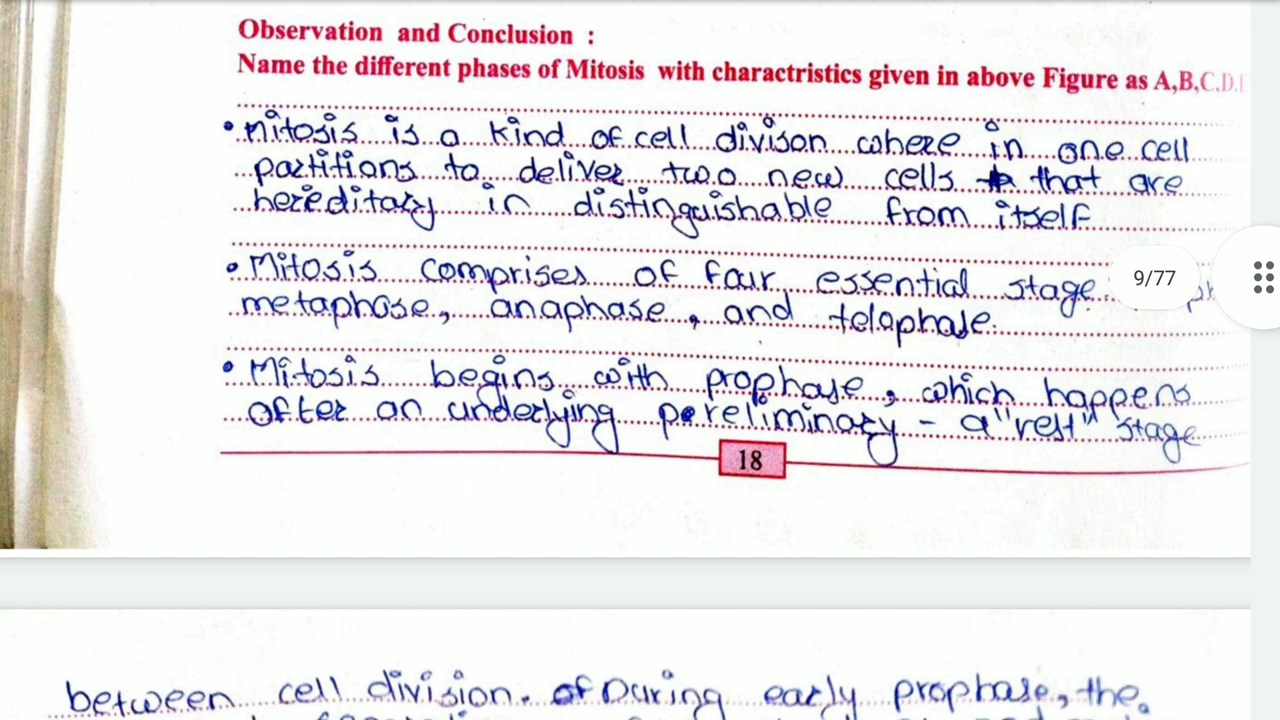 Observation and Conclusion :
Name the different phases of Mitosis with charactristics given in above Figure as A,B,C.D.
• mitosis is a kind of cell divison where in one cell
partitions to deliver two new cells that are
hereditary in distinguishable from itself
• Mitosis comprises of four essential stage
metaphase, anaphase, and telophase.
9/77
• Mitosis begins with prophase, which happens
after an underlying pereliminary - a "rest" stage
18
between cell division. of During early prophase, the